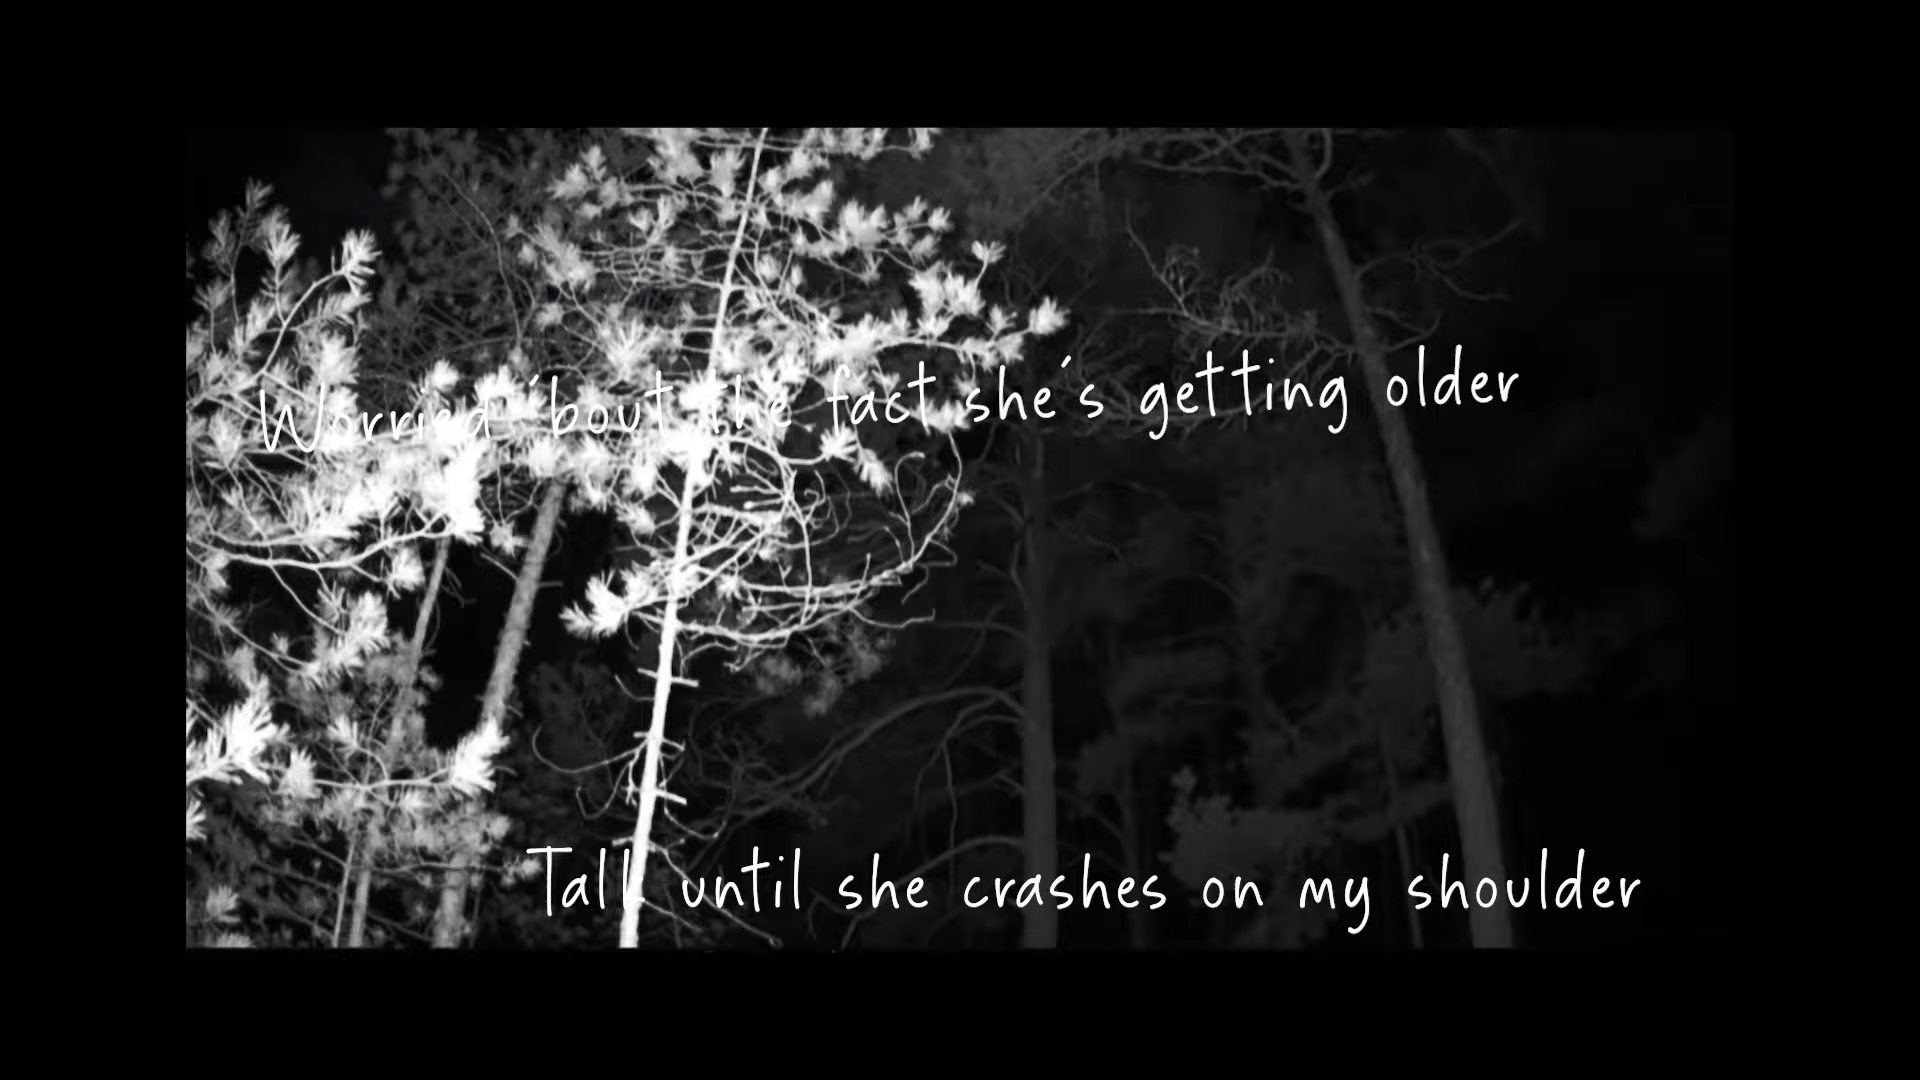 Worried 'bout the fact she's getting older
Talk until she crashes on my shoulder